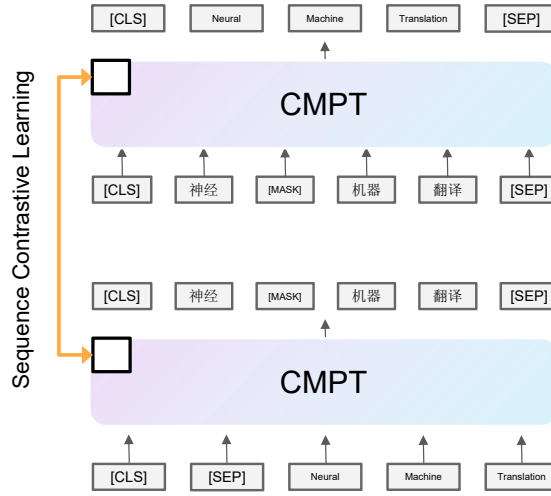 [CLS] Neural Machine Translation [SEP]
CMPT
[CLS] 神经 [MASK] 机器 翻译 [SEP]
Sequence Contrastive Learning
[CLS] 神经 [MASK] 机器 翻译 [SEP]
CMPT
[CLS] [SEP] Neural Machine Translation